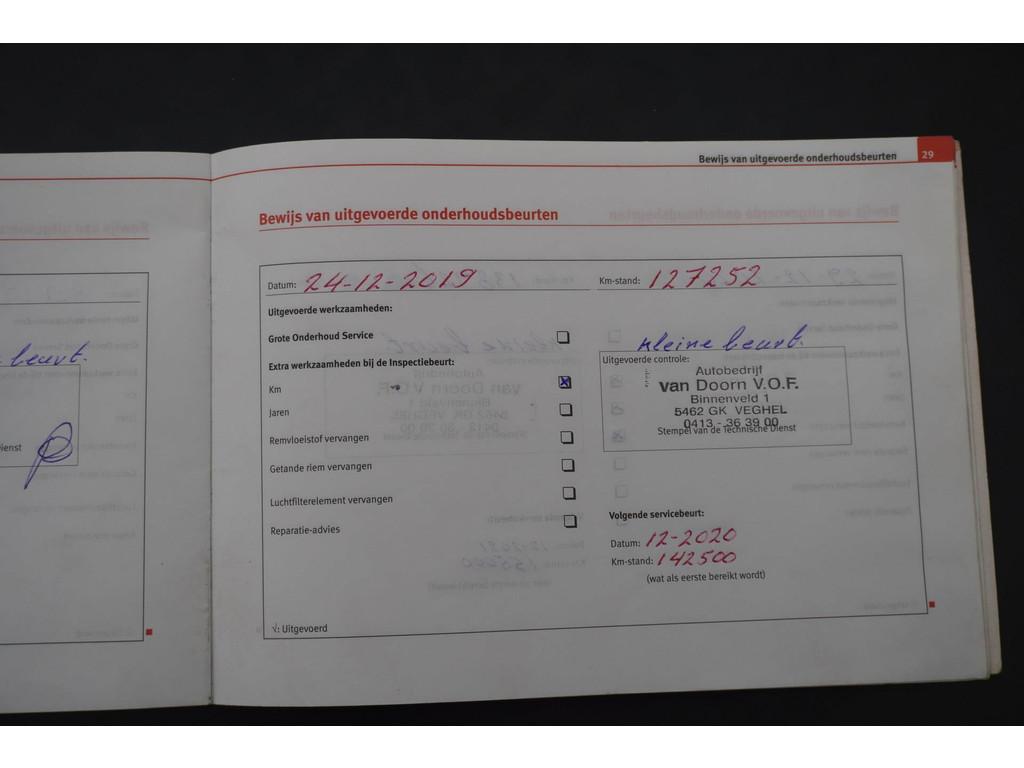 Bewijs van uitgevoerde onderhoudsbeurten 29
Bewijs van uitgevoerde onderhoudsbeurten
Datum: 24-12-2019 Km-stand: 127252
Uitgevoerde werkzaamheden:
Grote Onderhoud Service
kleine beurt.
Extra werkzaamheden bij de Inspectiebeurt:
Uitgevoerde controle:
Km
Autobedrijf
van Doorn V.O.F.
Binnenveld 1
5462 GK VEGHEL
0413 - 36 39 00
Stempel van de Technische Dienst
Jaren
Remvloeistof vervangen
Getande riem vervangen
Luchtfilterelement vervangen
Reparatie-advies
Volgende servicebeurt:
Datum: 12-2020
Km-stand: 142500
(wat als eerste bereikt wordt)
√: Uitgevoerd
beurt.
ienst